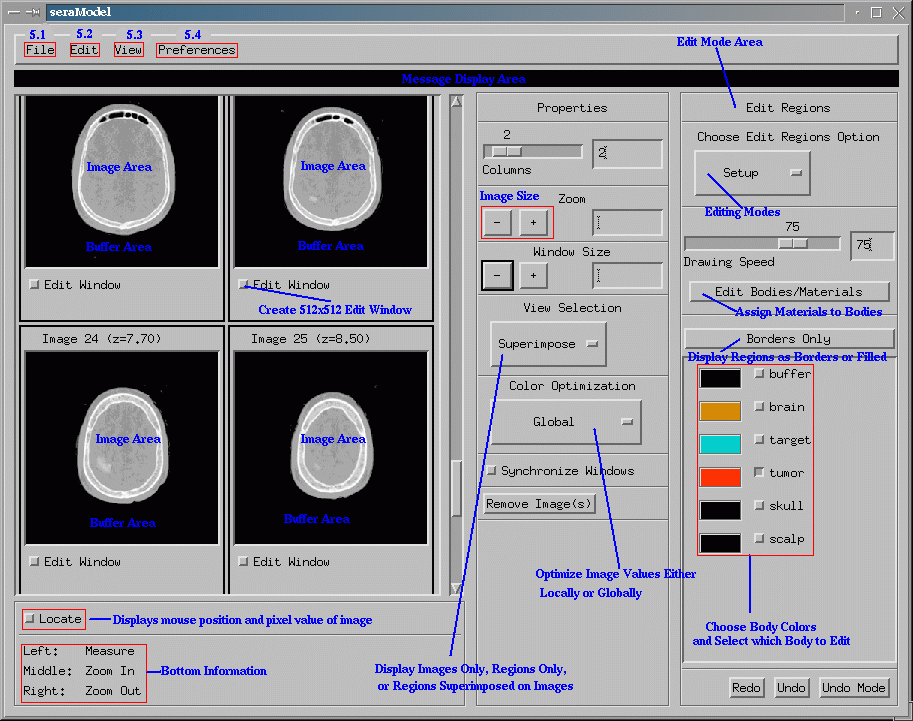 seraModel
5.1 5.2 5.3 5.4
File Edit View Preferences
Edit Mode Area
Message Display Area
Image Area
Buffer Area
Edit Window
Image Area
Buffer Area
Edit Window
Create 512x512 Edit Window
Image 24 (z=7.70)
Image Area
Buffer Area
Edit Window
Image 25 (z=8.50)
Image Area
Buffer Area
Edit Window
Locate
Displays mouse position and pixel value of image
Left: Measure
Middle: Zoom In
Right: Zoom Out
Bottom Information
Properties
2
2
Columns
Image Size
Zoom
- +
Window Size
- +
View Selection
Superimpose
Color Optimization
Global
Synchronize Windows
Remove Image(s)
Optimize Image Values Either
Locally or Globally
Display Images Only, Regions Only,
or Regions Superimposed on Images
Edit Regions
Choose Edit Regions Option
Setup
Editing Modes
75
75
Drawing Speed
Edit Bodies/Materials
Assign Materials to Bodies
Borders Only
Display Regions as Borders or Filled
buffer
brain
target
tumor
skull
scalp
Choose Body Colors
and Select which Body to Edit
Redo Undo Undo Mode